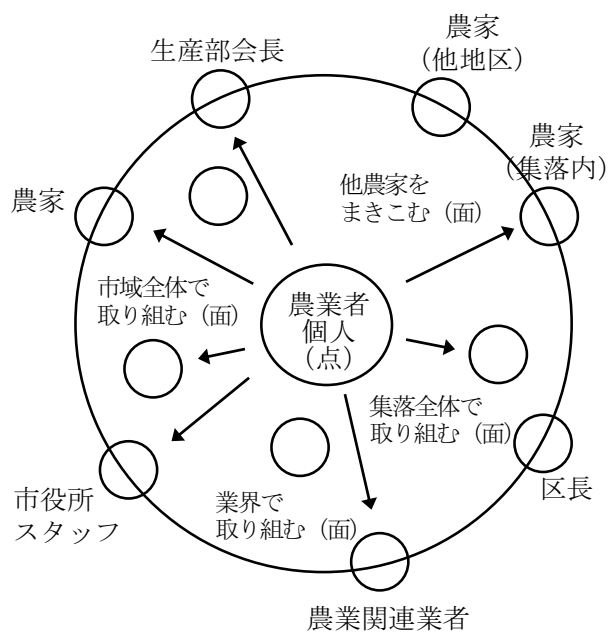 農家
(他地区)
生産部会長
農家
(集落内)
農家
他農家を
まきこむ (面)
市域全体で
取り組む (面)
農業者
個人
(点)
集落全体で
取り組む (面)
区長
市役所
スタッフ
業界で
取り組む (面)
農業関連業者